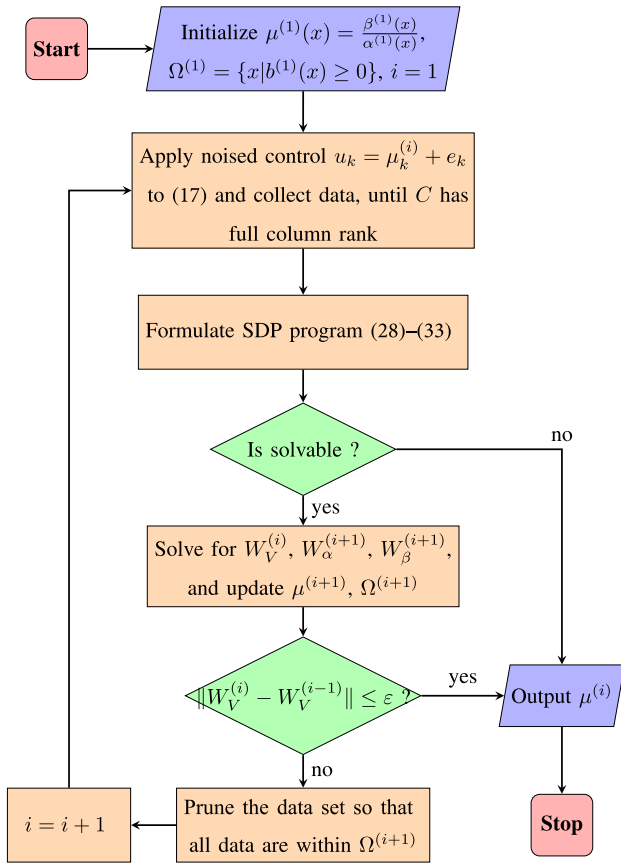 Start
Initialize μ^{(1)}(x) = \frac{β^{(1)}(x)}{α^{(1)}(x)},
Ω^{(1)} = {x|b^{(1)}(x) ≥ 0}, i = 1
Apply noised control u_k = μ_k^{(i)} + e_k
to (17) and collect data, until C has
full column rank
Formulate SDP program (28)–(33)
Is solvable ?
no
yes
Solve for W_V^{(i)}, W_α^{(i+1)}, W_β^{(i+1)},
and update μ^{(i+1)}, Ω^{(i+1)}
‖W_V^{(i)} − W_V^{(i−1)}‖ ≤ ε ?
yes
Output μ^{(i)}
no
Prune the data set so that
all data are within Ω^{(i+1)}
i = i + 1
Stop